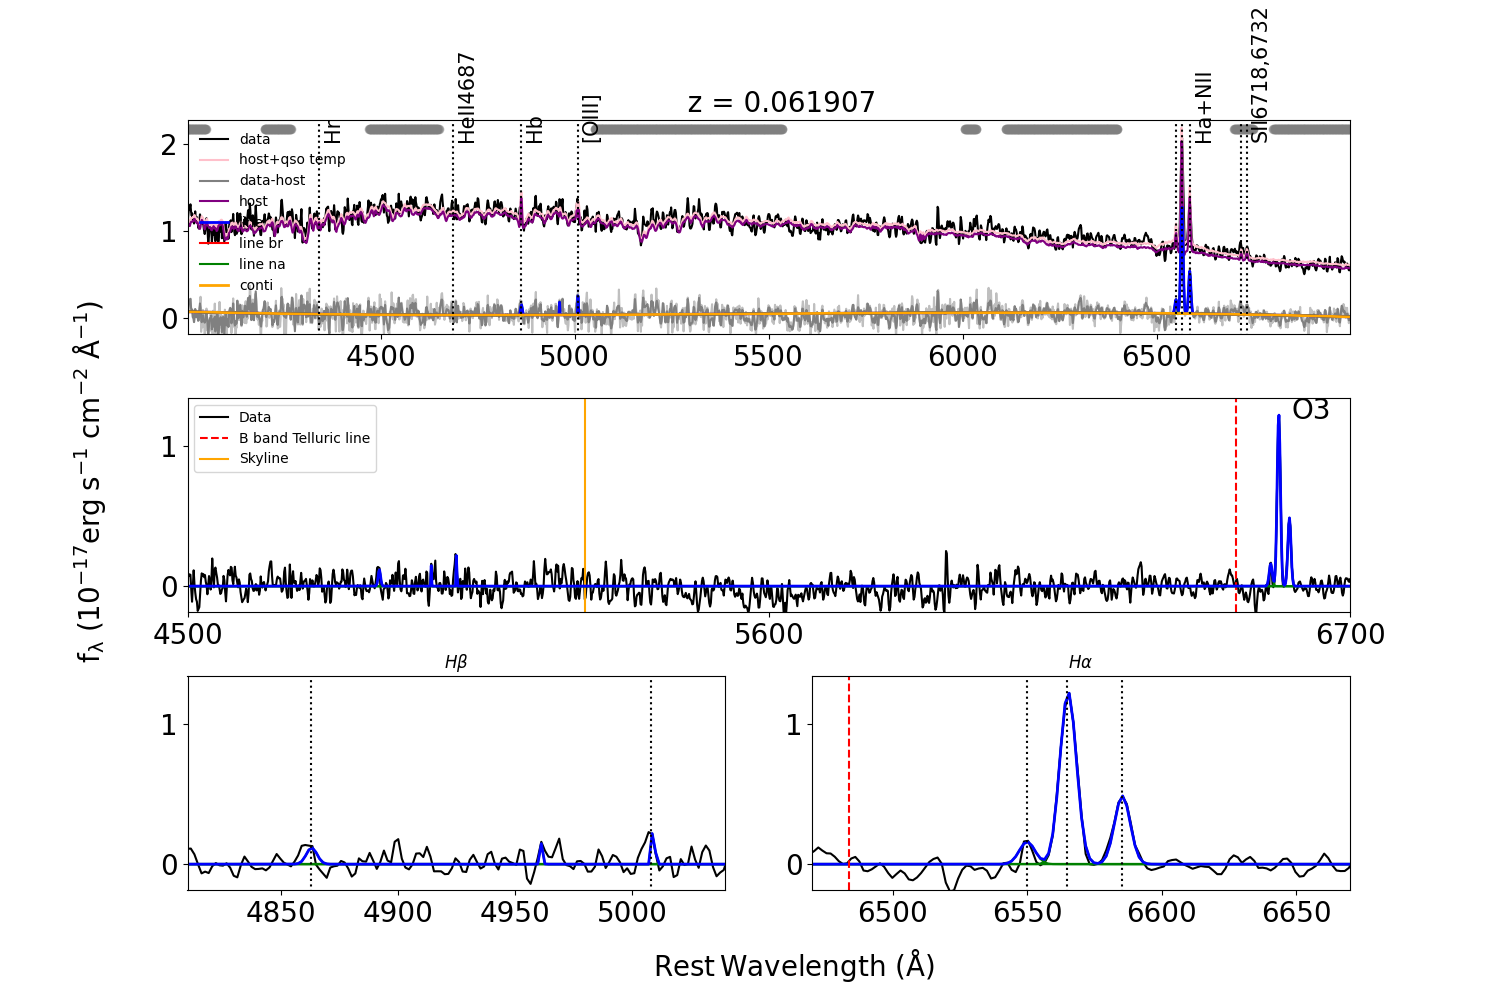 z = 0.061907
Hr
HeII4687
Hb
[OIII]
Ha+NII
SII6718,6732
data
host+qso temp
data-host
host
line br
line na
conti
2
1
0
4500
5000
5500
6000
6500
fλ (10−17erg s−1 cm−2 Å−1)
Data
B band Telluric line
Skyline
O3
1
0
4500
5600
6700
Hβ
1
0
4850
4900
4950
5000
Hα
1
0
6500
6550
6600
6650
Rest Wavelength (Å)